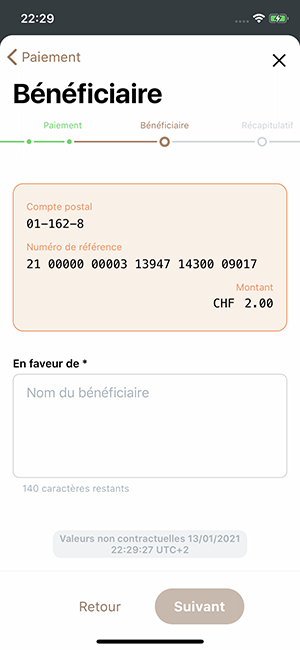 22:29
Paiement
Bénéficiaire
Paiement Bénéficiaire Récapitulatif
Compte postal
01-162-8
Numéro de référence
21 00000 00003 13947 14300 09017
Montant
CHF 2.00
En faveur de *
Nom du bénéficiaire
140 caractères restants
Valeurs non contractuelles 13/01/2021
22:29:27 UTC+2
Retour Suivant